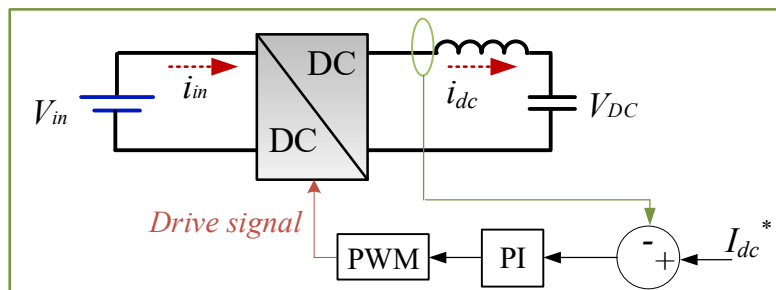 DC
i_in
i_dc
V_in
DC
V_DC
Drive signal
-
+
I_dc*
PWM
PI